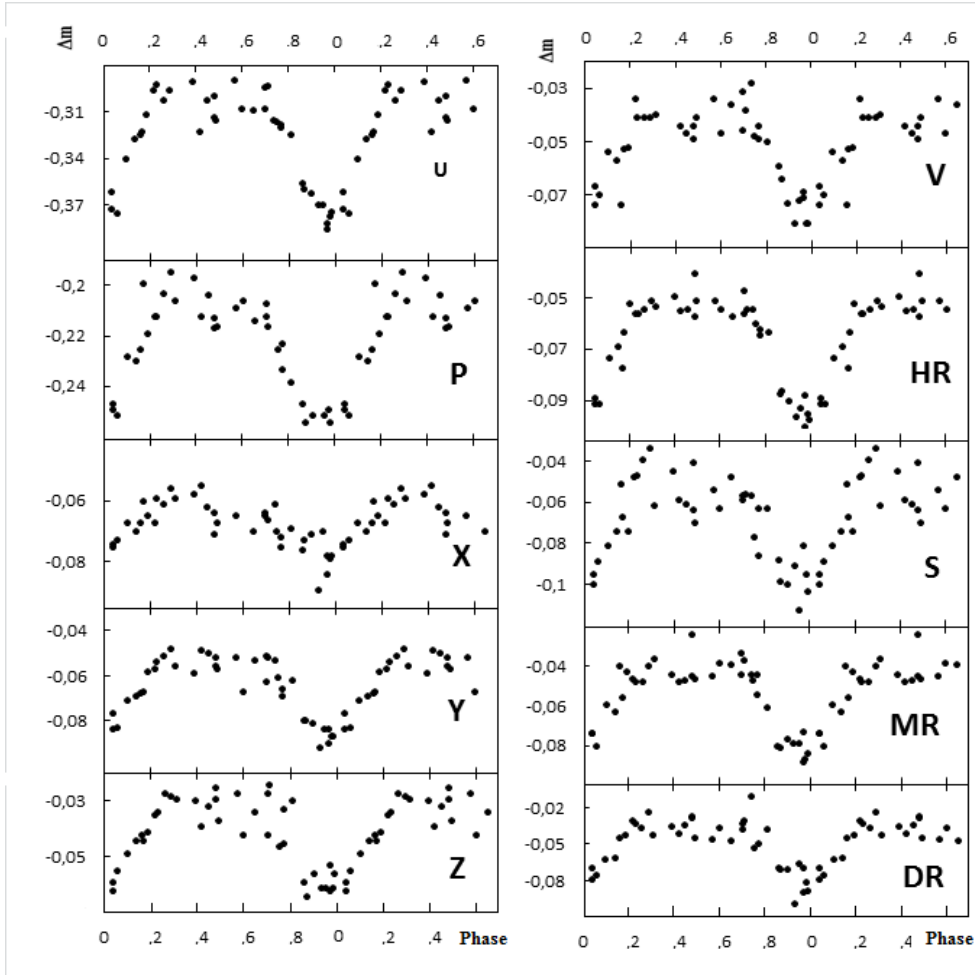 Δm 0 ,2 ,4 ,6 ,8 0 ,2 ,4 ,6
-0,31
-0,34
-0,37
U
-0,2
-0,22
-0,24
P
-0,06
-0,08
X
-0,04
-0,06
-0,08
Y
-0,03
-0,05
Z
0 ,2 ,4 ,6 ,8 0 ,2 ,4 Phase
Δm 0 ,2 ,4 ,6 ,8 0 ,2 ,4 ,6
-0,03
-0,05
-0,07
V
-0,05
-0,07
-0,09
HR
-0,04
-0,06
-0,08
-0,1
S
-0,04
-0,06
-0,08
MR
-0,02
-0,05
-0,08
DR
0 ,2 ,4 ,6 ,8 0 ,2 ,4 Phase